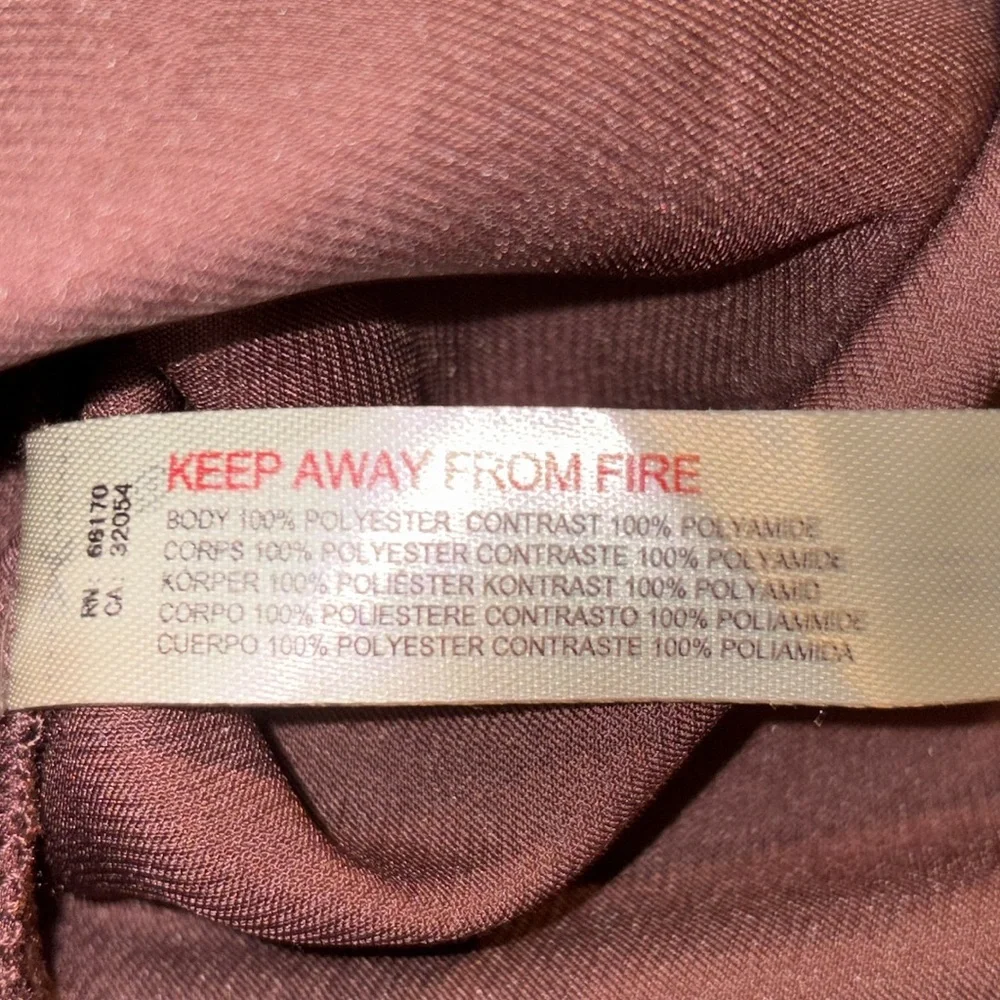 KEEP AWAY FROM FIRE
BODY 100% POLYESTER CONTRAST 100% POLYAMIDE
CORPS 100% POLYESTER CONTRASTE 100% POLYAMIDE
KORPER 100% POLIESTER KONTRAST 100% POLYAMID
CORPO 100% POLIESTERE CONTRASTO 100% POLIAMMIDE
CUERPO 100% POLYESTER CONTRASTE 100% POLIAMIDA
RN: 66170
CA: 32054